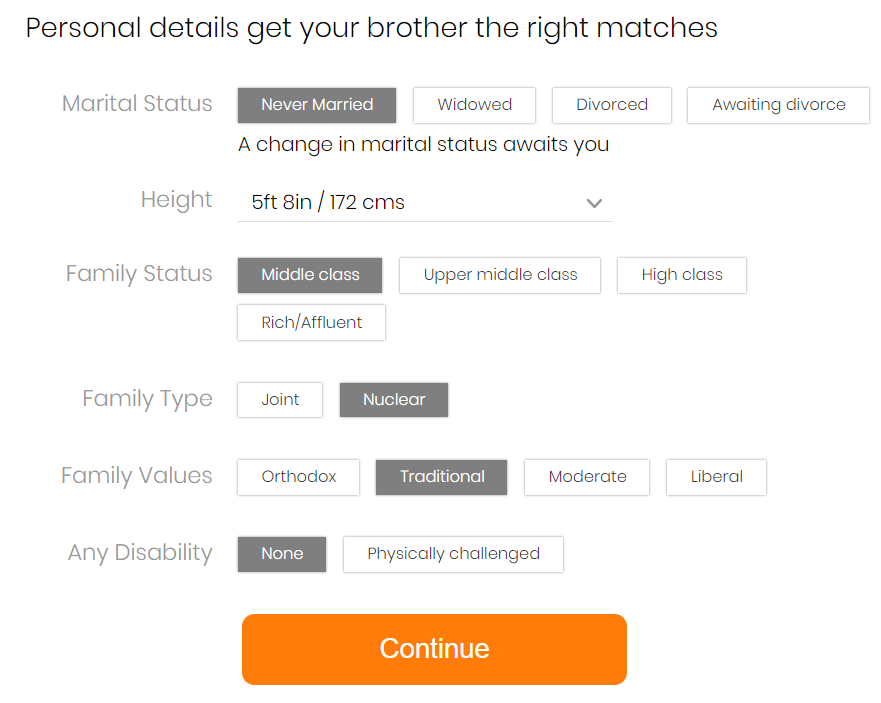 Personal details get your brother the right matches
Marital Status Never Married Widowed Divorced Awaiting divorce
A change in marital status awaits you
Height 5ft 8in / 172 cms
Family Status Middle class Upper middle class High class
Rich/Affluent
Family Type Joint Nuclear
Family Values Orthodox Traditional Moderate Liberal
Any Disability None Physically challenged
Continue